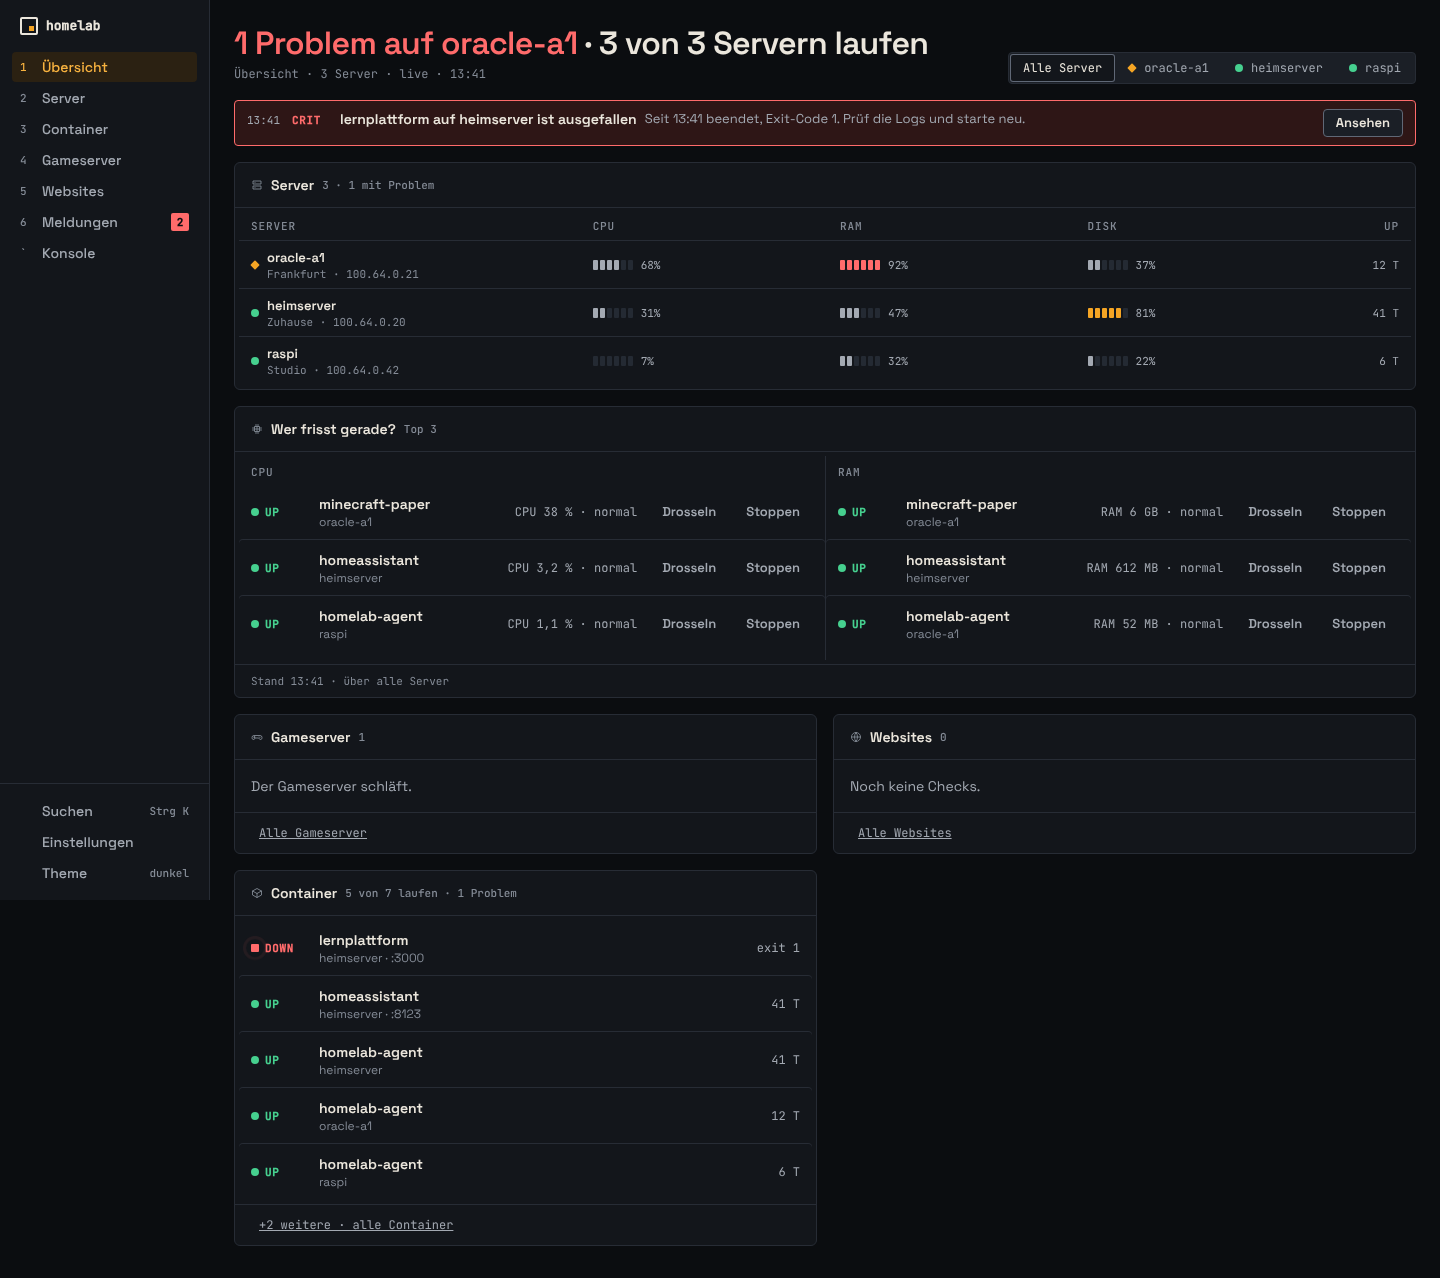 homelab
1 Übersicht
2 Server
3 Container
4 Gameserver
5 Websites
6 Meldungen 2
` Konsole
Suchen Strg K
Einstellungen
Theme dunkel
1 Problem auf oracle-a1 · 3 von 3 Servern laufen
Übersicht · 3 Server · live · 13:41
Alle Server oracle-a1 heimserver raspi
13:41 CRIT lernplattform auf heimserver ist ausgefallen Seit 13:41 beendet, Exit-Code 1. Prüf die Logs und starte neu. Ansehen
Server 3 · 1 mit Problem
SERVER CPU RAM DISK UP
oracle-a1
Frankfurt · 100.64.0.21
68% 92% 37% 12 T
heimserver
Zuhause · 100.64.0.20
31% 47% 81% 41 T
raspi
Studio · 100.64.0.42
7% 32% 22% 6 T
Wer frisst gerade? Top 3
CPU
UP minecraft-paper CPU 38 % · normal Drosseln Stoppen
oracle-a1
UP homeassistant CPU 3,2 % · normal Drosseln Stoppen
heimserver
UP homelab-agent CPU 1,1 % · normal Drosseln Stoppen
raspi
RAM
UP minecraft-paper RAM 6 GB · normal Drosseln Stoppen
oracle-a1
UP homeassistant RAM 612 MB · normal Drosseln Stoppen
heimserver
UP homelab-agent RAM 52 MB · normal Drosseln Stoppen
oracle-a1
Stand 13:41 · über alle Server
Gameserver 1
Der Gameserver schläft.
Alle Gameserver
Websites 0
Noch keine Checks.
Alle Websites
Container 5 von 7 laufen · 1 Problem
DOWN lernplattform exit 1
heimserver · :3000
UP homeassistant 41 T
heimserver · :8123
UP homelab-agent 41 T
heimserver
UP homelab-agent 12 T
oracle-a1
UP homelab-agent 6 T
raspi
+2 weitere · alle Container